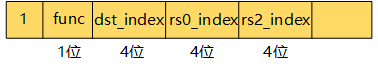 1 func dst_index rs0_index rs2_index
1位 4位 4位 4位